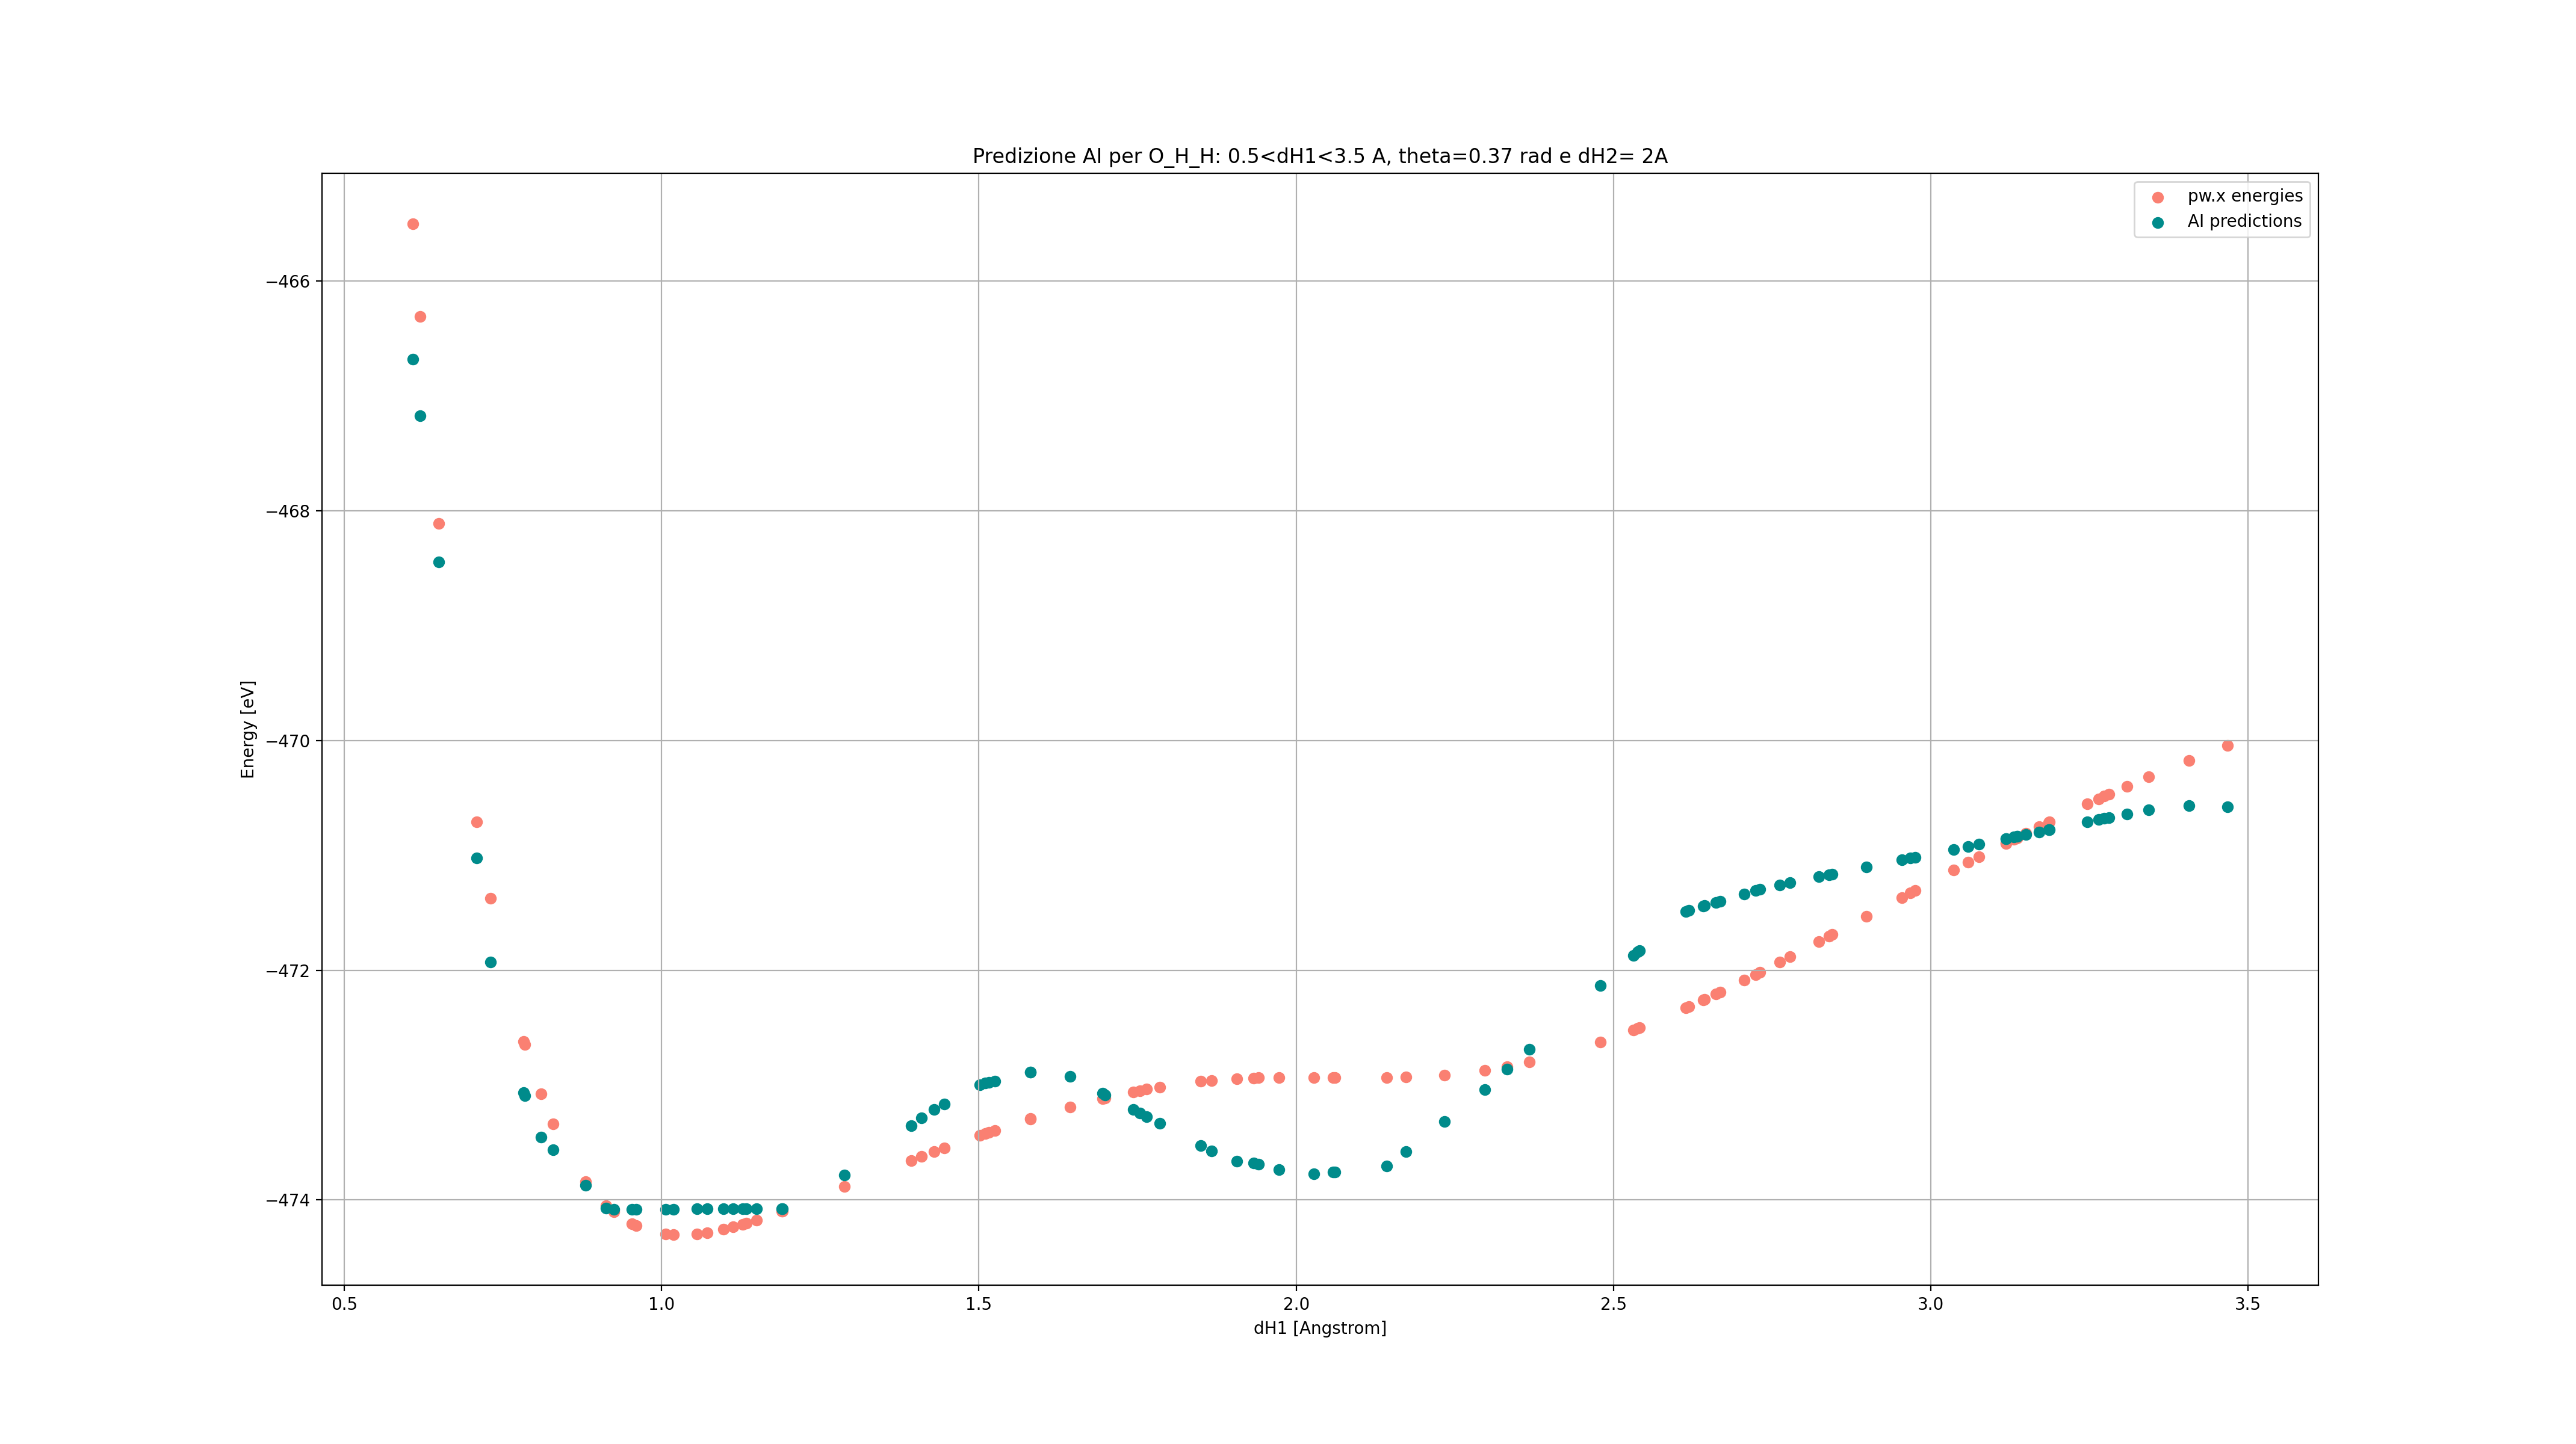 Predizione AI per O_H_H: 0.5<dH1<3.5 A, theta=0.37 rad e dH2= 2A
pw.x energies
AI predictions
−466
−468
−470
−472
−474
Energy [eV]
0.5 1.0 1.5 2.0 2.5 3.0 3.5
dH1 [Angstrom]